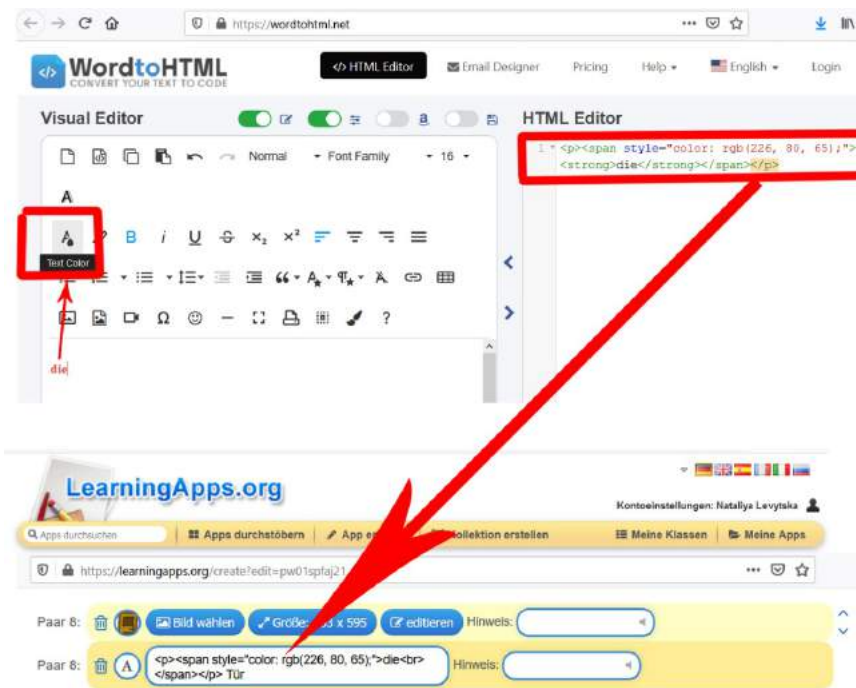 https://wordtohtml.net
WordtoHTML
CONVERT YOUR TEXT TO CODE
</> HTML Editor
Email Designer
Pricing
Help
English
Login
Visual Editor
HTML Editor
Normal
Font Family
16
1
<p><span style="color: rgb(226, 80, 65);">
<strong>die</strong></span></p>
Text Color
die
LearningApps.org
Kontoeinstellungen: Nataliya Levytska
Apps durchsuchen
Apps durchstöbern
App
Kollektion erstellen
Meine Klassen
Meine Apps
https://learningapps.org/create?edit=pw01spfaj21
Paar 8:
Bild wählen
Größe: x 595
editieren
Hinweis:
Paar 8:
A
<p><span style="color: rgb(226, 80, 65);">die<br>
</span></p> Tür
Hinweis: